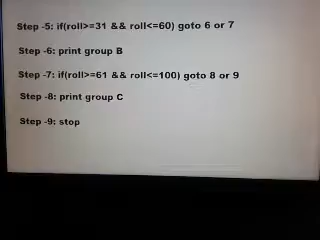 Step -5: if(roll>=31 && roll<=60) goto 6 or 7
Step -6: print group B
Step -7: if(roll>=61 && roll<=100) goto 8 or 9
Step -8: print group C
Step -9: stop